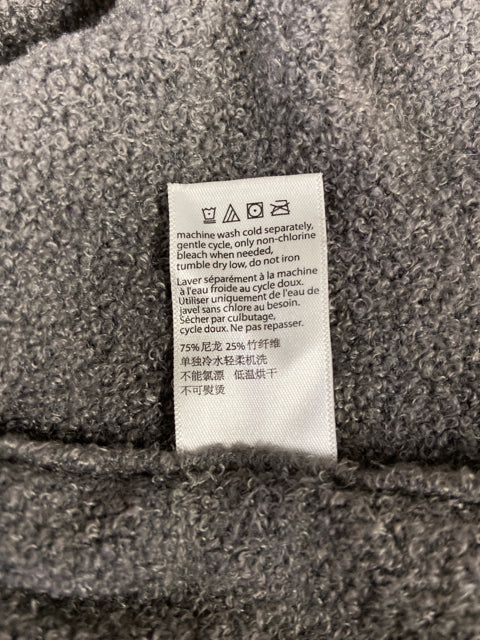 machine wash cold separately,
gentle cycle, only non-chlorine
bleach when needed,
tumble dry low, do not iron
Laver séparément à la machine
à l'eau froide au cycle doux.
Utiliser uniquement de l'eau de
javel sans chlore au besoin.
Sécher par culbutage,
cycle doux. Ne pas repasser.
75% 尼龙 25% 竹纤维
单独冷水轻柔机洗
不能氯漂 低温烘干
不可熨烫